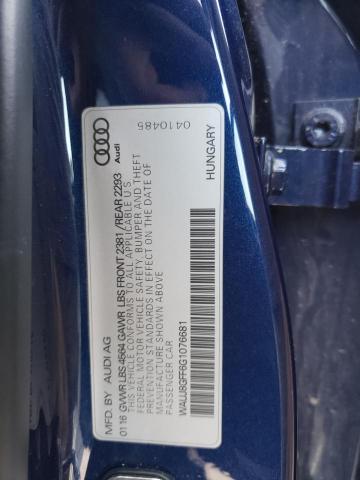 Audi
0410485
MFD. BY AUDI AG
HUNGARY
01 16 GVWR LBS 4564 GAWR LBS FRONT 2381/REAR 2293
THIS VEHICLE CONFORMS TO ALL APPLICABLE U.S.
FEDERAL MOTOR VEHICLE SAFETY, BUMPER AND THEFT
PREVENTION STANDARDS IN EFFECT ON THE DATE OF
MANUFACTURE SHOWN ABOVE
PASSENGER CAR
WAUJ8GFF6G1076681